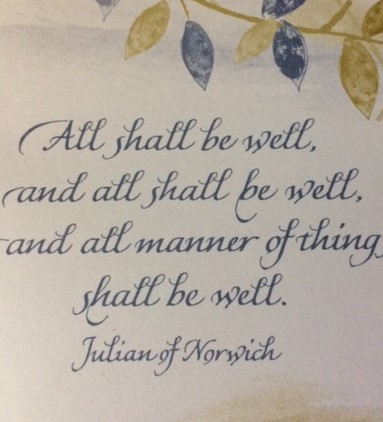 All shall be well,
and all shall be well,
and all manner of thing
shall be well.
Julian of Norwich